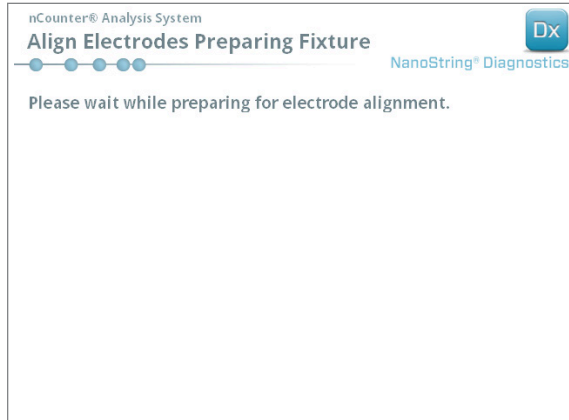 nCounter® Analysis System
Align Electrodes Preparing Fixture
Dx
NanoString® Diagnostics
Please wait while preparing for electrode alignment.